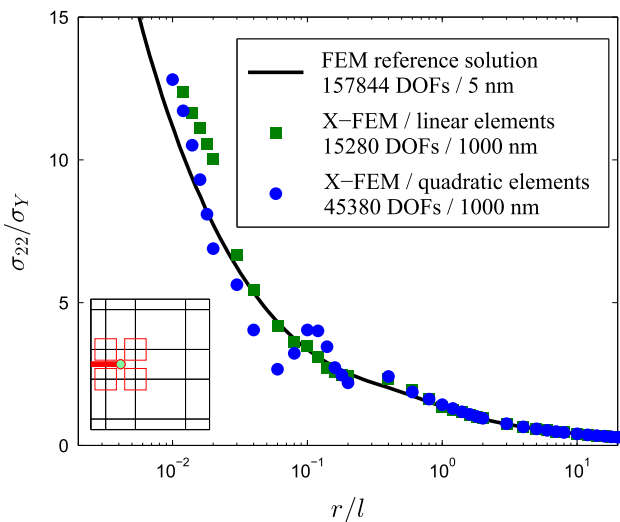 15
10
5
0
σ₂₂/σ_Y
FEM reference solution
157844 DOFs / 5 nm
X−FEM / linear elements
15280 DOFs / 1000 nm
X−FEM / quadratic elements
45380 DOFs / 1000 nm
10⁻² 10⁻¹ 10⁰ 10¹
r/l